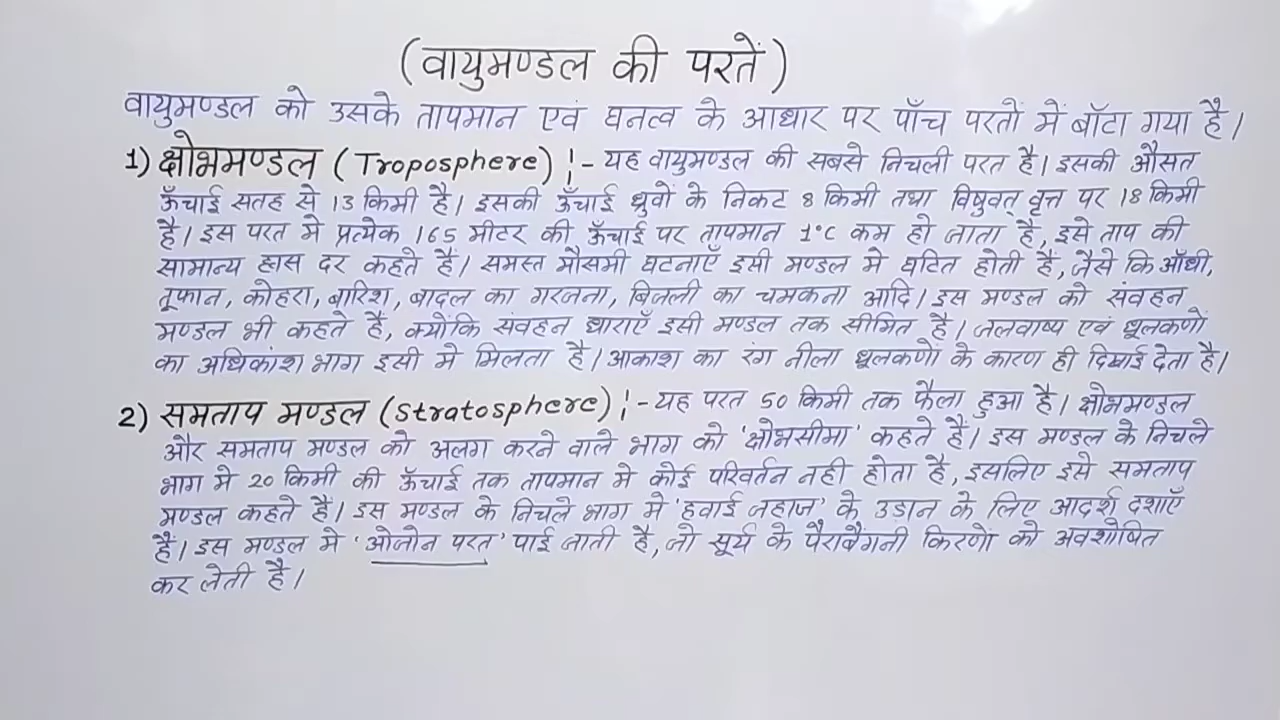 (वायुमण्डल की परतें)
वायुमण्डल को उसके तापमान एवं घनत्व के आधार पर पाँच परतों में बाँटा गया है।
1) क्षोभमण्डल (Troposphere) :- यह वायुमण्डल की सबसे निचली परत है। इसकी औसत
ऊँचाई सतह से 13 किमी है। इसकी ऊँचाई ध्रुवों के निकट 8 किमी तथा विषुवत् वृत्त पर 18 किमी
है। इस परत मे प्रत्येक 165 मीटर की ऊँचाई पर तापमान 1°C कम हो जाता है, इसे ताप की
सामान्य ह्रास दर कहते हैं। समस्त मौसमी घटनाएँ इसी मण्डल मे घटित होती हैं, जैसे कि आँधी,
तूफान, कोहरा, बारिश, बादल का गरजना, बिजली का चमकना आदि। इस मण्डल को संवहन
मण्डल भी कहते हैं, क्योंकि संवहन धाराएँ इसी मण्डल तक सीमित हैं। जलवाष्प एवं धूलकणों
का अधिकांश भाग इसी मे मिलता है। आकाश का रंग नीला धूलकणों के कारण ही दिखाई देता है।
2) समताप मण्डल (Stratosphere) :- यह परत 50 किमी तक फैला हुआ है। क्षोभमण्डल
और समताप मण्डल को अलग करने वाले भाग को 'क्षोभसीमा' कहते हैं। इस मण्डल के निचले
भाग मे 20 किमी की ऊँचाई तक तापमान मे कोई परिवर्तन नही होता है, इसलिए इसे समताप
मण्डल कहते हैं। इस मण्डल के निचले भाग मे 'हवाई जहाज' के उड़ान के लिए आदर्श दशाएँ
हैं। इस मण्डल मे 'ओजोन परत' पाई जाती है, जो सूर्य के पैराबैगनी किरणों को अवशोषित
कर लेती है।